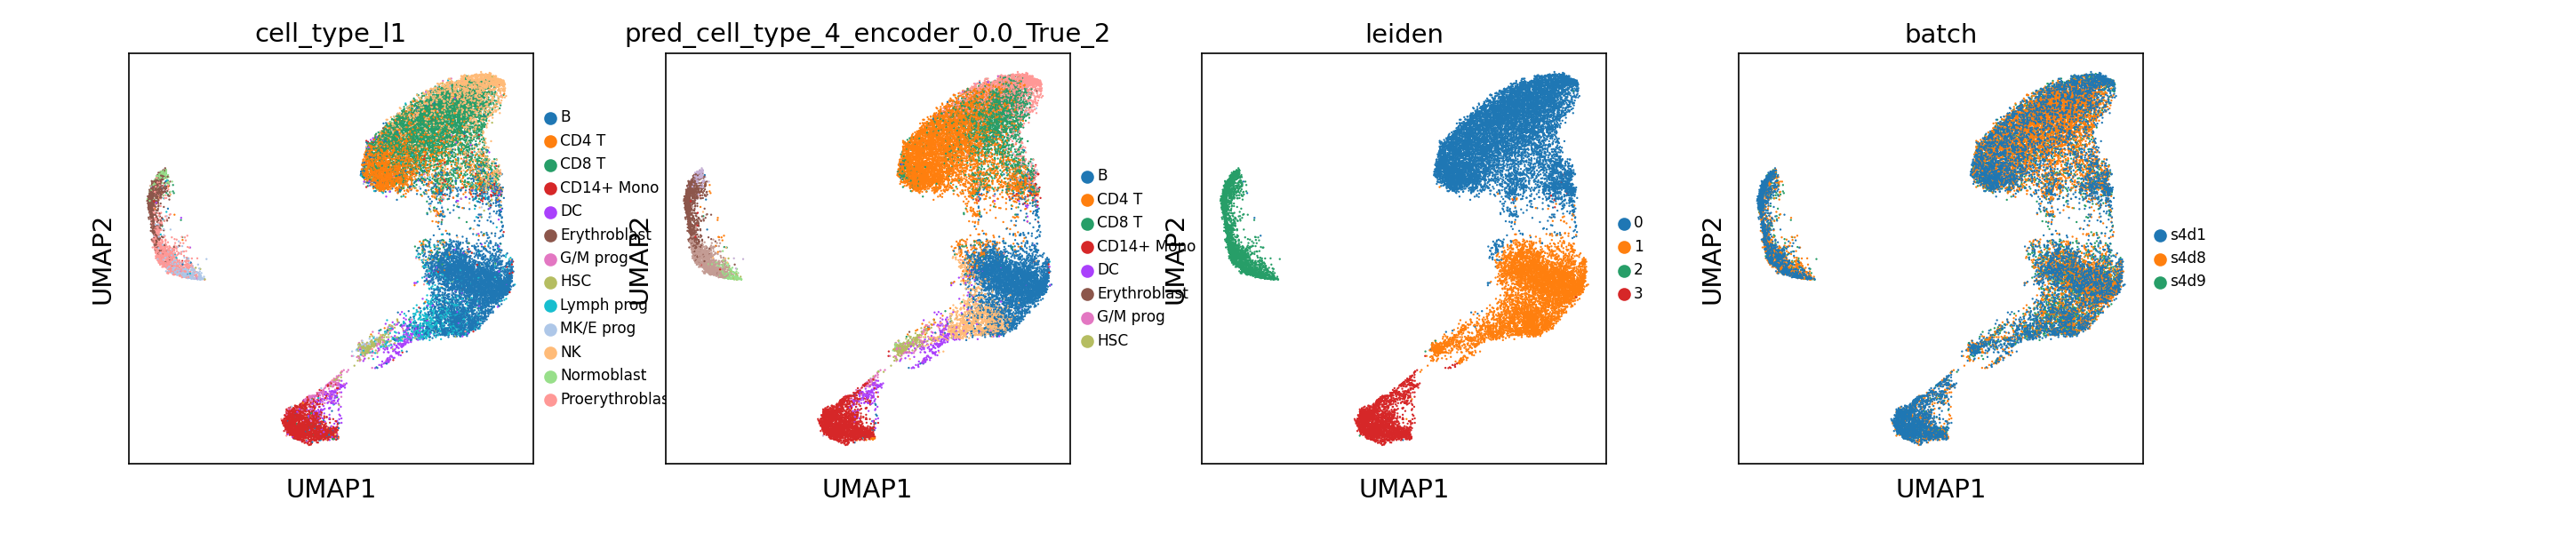 cell_type_l1
UMAP2
UMAP1
B
CD4 T
CD8 T
CD14+ Mono
DC
Erythroblast
G/M prog
HSC
Lymph prog
MK/E prog
NK
Normoblast
Proerythroblas
pred_cell_type_4_encoder_0.0_True_2
UMAP2
UMAP1
B
CD4 T
CD8 T
CD14+ Mono
DC
Erythroblast
G/M prog
HSC
leiden
UMAP2
UMAP1
0
1
2
3
batch
UMAP2
UMAP1
s4d1
s4d8
s4d9